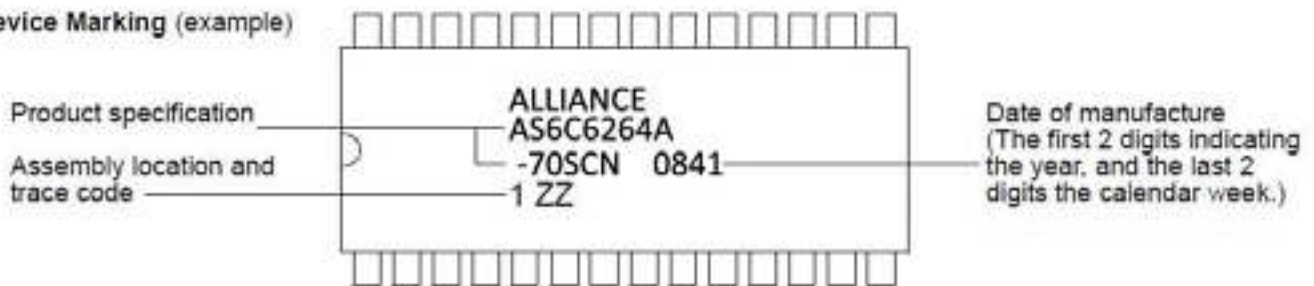 evice Marking (example)
Product specification
Assembly location and
trace code
ALLIANCE
AS6C6264A
-70SCN 0841
1 ZZ
Date of manufacture
(The first 2 digits indicating
the year, and the last 2
digits the calendar week.)